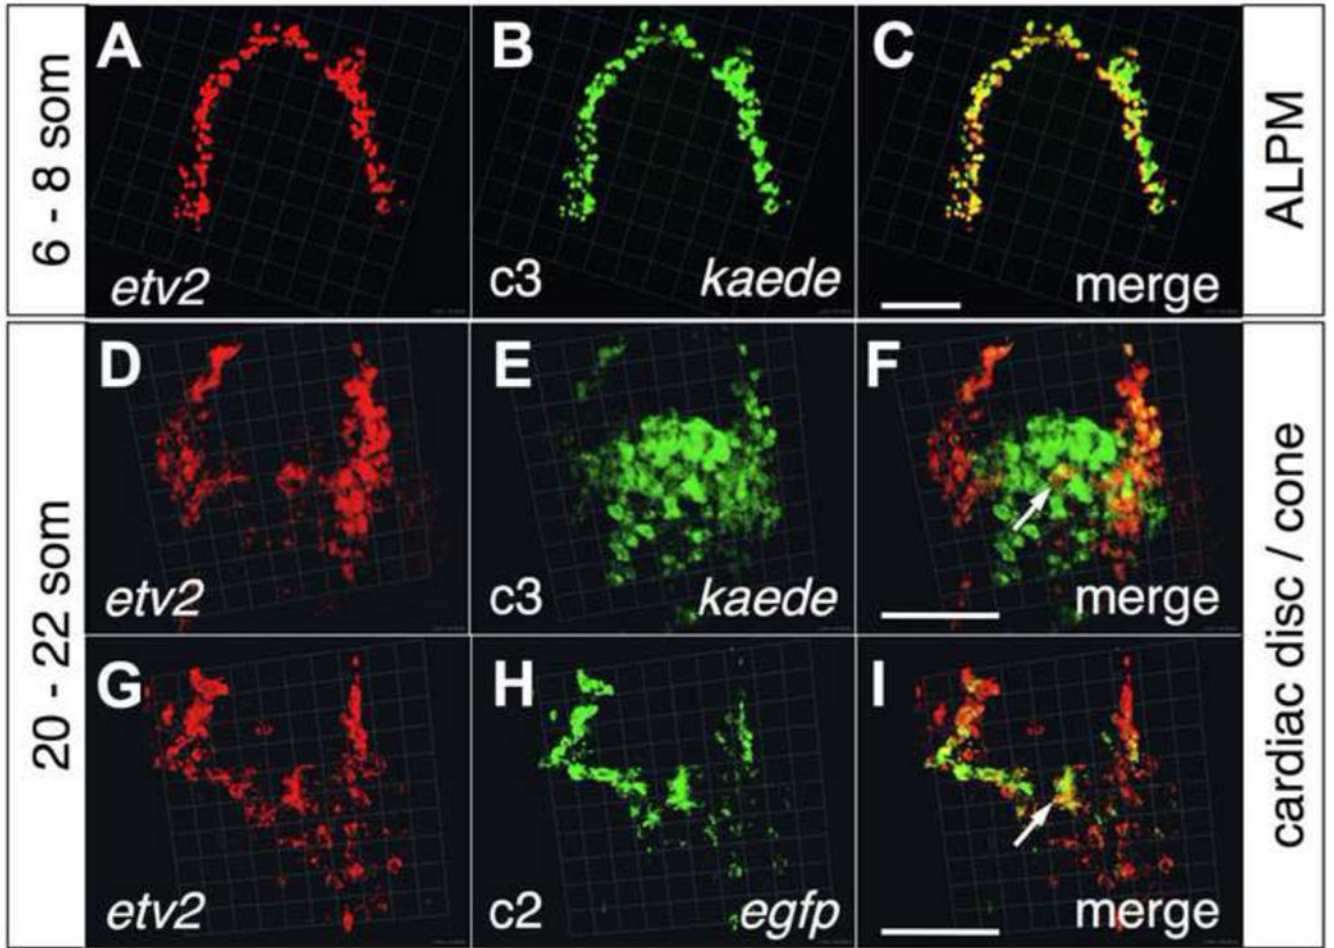 6 - 8 som
A
etv2
B
c3 kaede
C
merge
ALPM
20 - 22 som
D
etv2
E
c3 kaede
F
merge
cardiac disc / cone
G
etv2
H
c2 egfp
I
merge